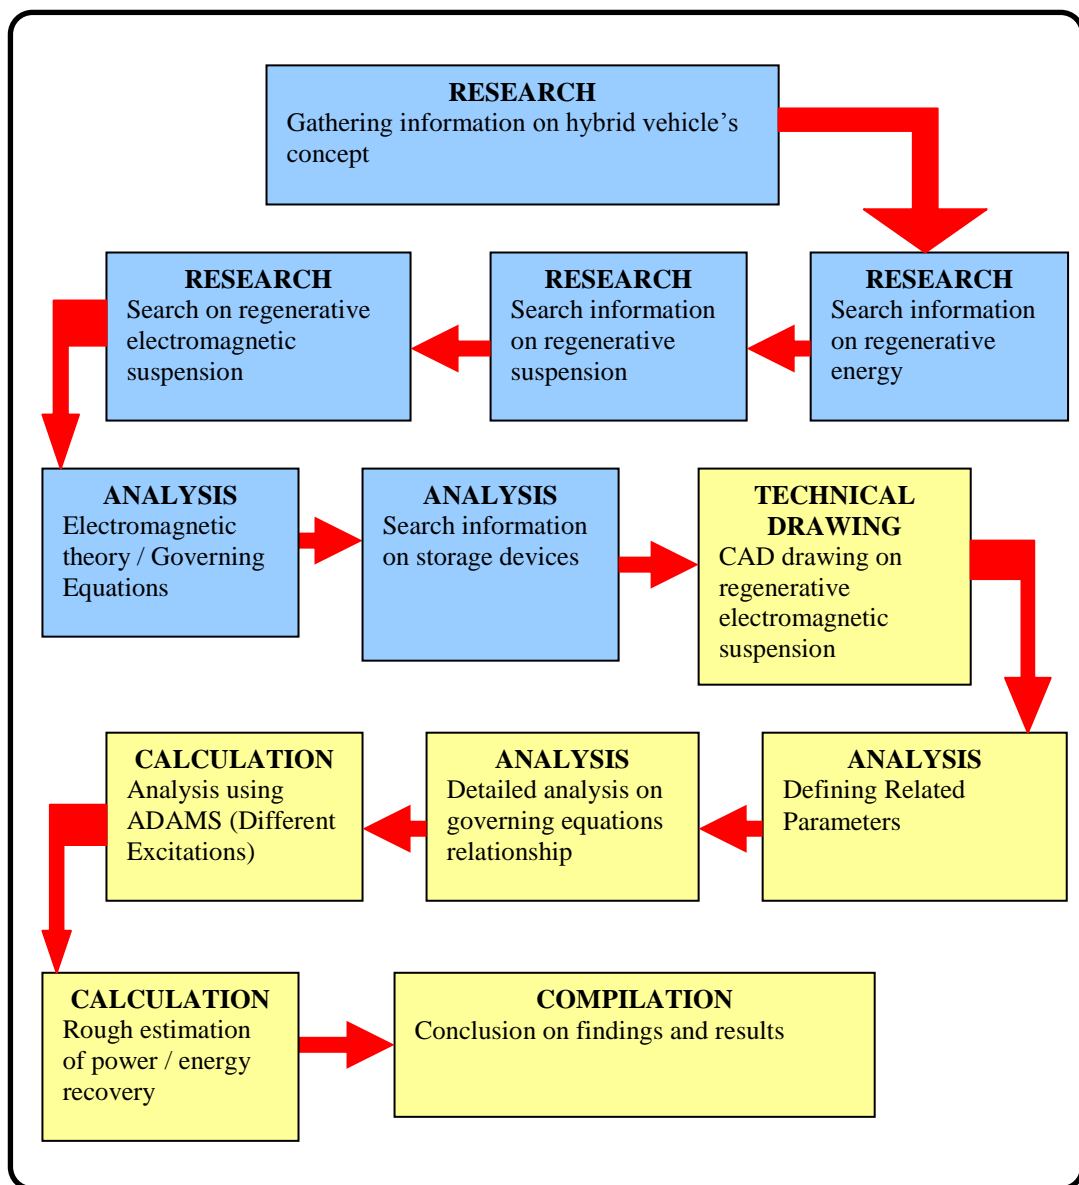 RESEARCH
Gathering information on hybrid vehicle’s
concept
RESEARCH
Search information
on regenerative
energy
RESEARCH
Search information
on regenerative
suspension
RESEARCH
Search on regenerative
electromagnetic
suspension
ANALYSIS
Electromagnetic
theory / Governing
Equations
ANALYSIS
Search information
on storage devices
TECHNICAL
DRAWING
CAD drawing on
regenerative
electromagnetic
suspension
ANALYSIS
Defining Related
Parameters
ANALYSIS
Detailed analysis on
governing equations
relationship
CALCULATION
Analysis using
ADAMS (Different
Excitations)
CALCULATION
Rough estimation
of power / energy
recovery
COMPILATION
Conclusion on findings and results